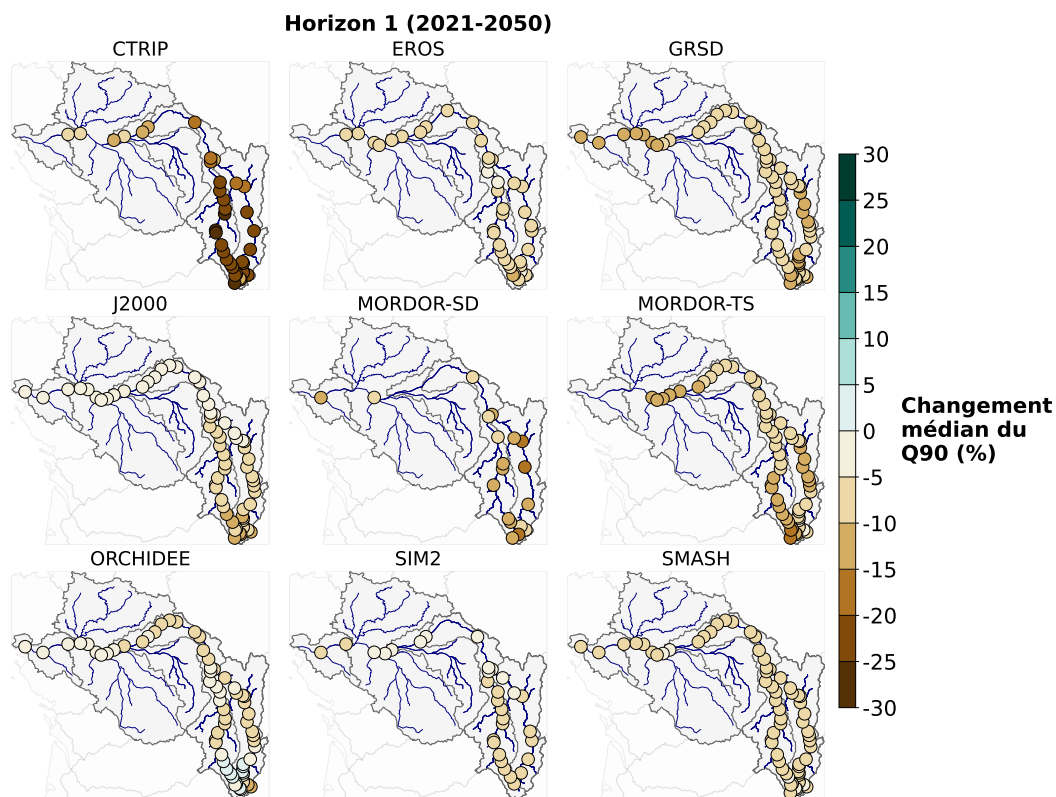 Horizon 1 (2021-2050)
CTRIP
EROS
GRSD
J2000
MORDOR-SD
MORDOR-TS
ORCHIDEE
SIM2
SMASH
30
25
20
15
10
5
0
-5
-10
-15
-20
-25
-30
Changement
médian du
Q90 (%)